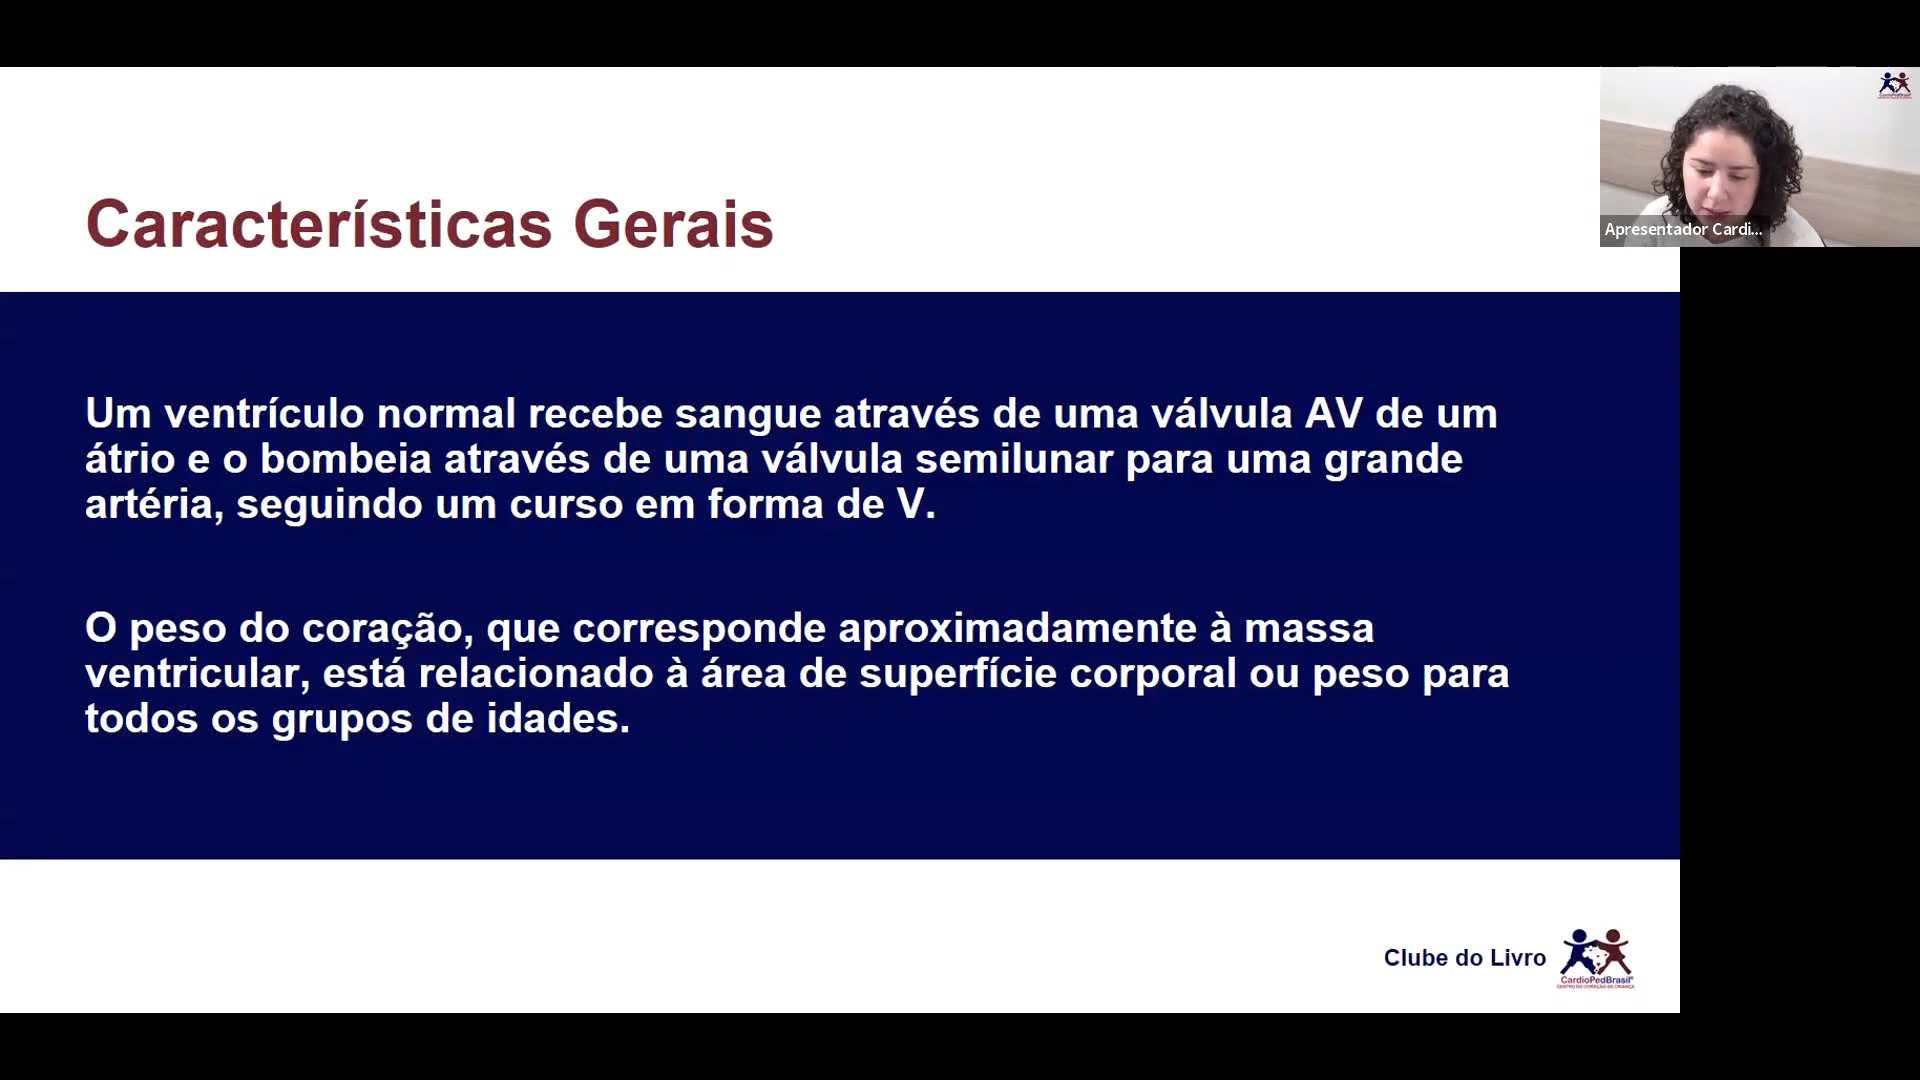 Características Gerais
Apresentador Cardi...
Um ventrículo normal recebe sangue através de uma válvula AV de um
átrio e o bombeia através de uma válvula semilunar para uma grande
artéria, seguindo um curso em forma de V.
O peso do coração, que corresponde aproximadamente à massa
ventricular, está relacionado à área de superfície corporal ou peso para
todos os grupos de idades.
Clube do Livro
CardioPedBrasil®
CENTRO DO CORAÇÃO DA CRIANÇA